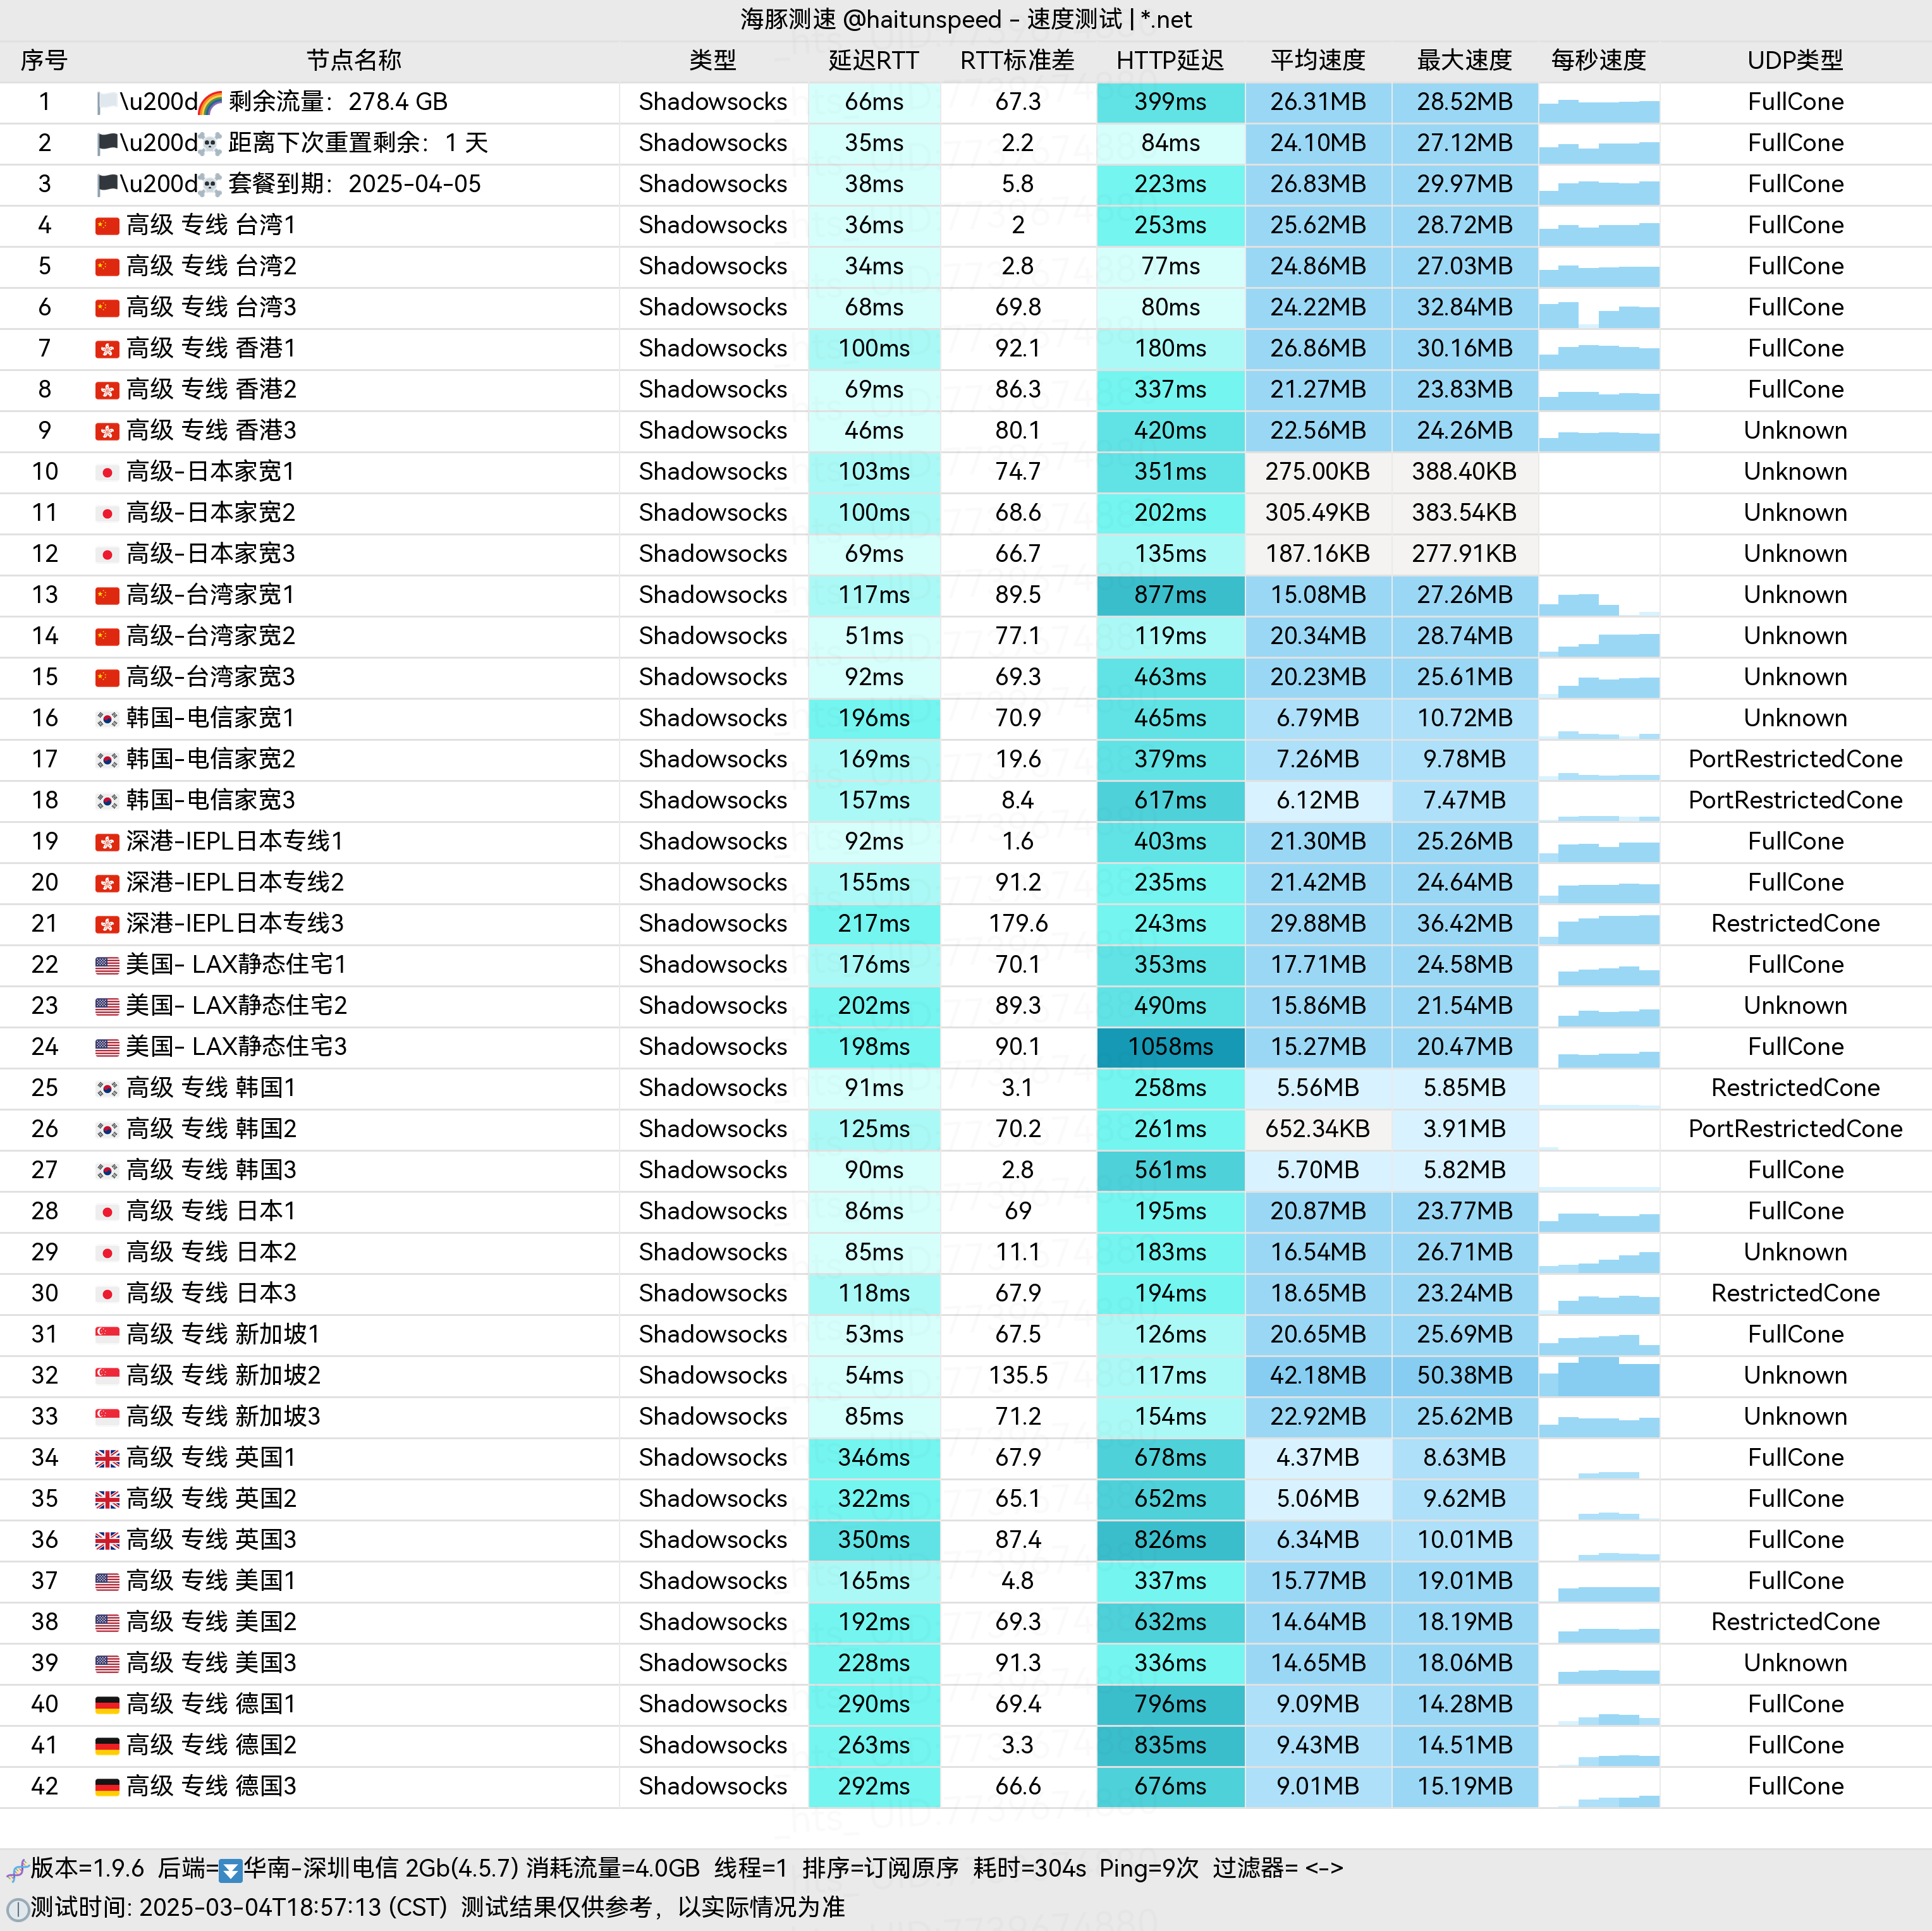 海豚测速 @haitunspeed - 速度测试 | *.net
序号 节点名称 类型 延迟RTT RTT标准差 HTTP延迟 平均速度 最大速度 每秒速度 UDP类型
1 🏳️\u200d🌈 剩余流量：278.4 GB Shadowsocks 66ms 67.3 399ms 26.31MB 28.52MB FullCone
2 🏴\u200d☠️ 距离下次重置剩余：1 天 Shadowsocks 35ms 2.2 84ms 24.10MB 27.12MB FullCone
3 🏴\u200d☠️ 套餐到期：2025-04-05 Shadowsocks 38ms 5.8 223ms 26.83MB 29.97MB FullCone
4 🇨🇳 高级 专线 台湾1 Shadowsocks 36ms 2 253ms 25.62MB 28.72MB FullCone
5 🇨🇳 高级 专线 台湾2 Shadowsocks 34ms 2.8 77ms 24.86MB 27.03MB FullCone
6 🇨🇳 高级 专线 台湾3 Shadowsocks 68ms 69.8 80ms 24.22MB 32.84MB FullCone
7 🇭🇰 高级 专线 香港1 Shadowsocks 100ms 92.1 180ms 26.86MB 30.16MB FullCone
8 🇭🇰 高级 专线 香港2 Shadowsocks 69ms 86.3 337ms 21.27MB 23.83MB FullCone
9 🇭🇰 高级 专线 香港3 Shadowsocks 46ms 80.1 420ms 22.56MB 24.26MB Unknown
10 🇯🇵 高级-日本家宽1 Shadowsocks 103ms 74.7 351ms 275.00KB 388.40KB Unknown
11 🇯🇵 高级-日本家宽2 Shadowsocks 100ms 68.6 202ms 305.49KB 383.54KB Unknown
12 🇯🇵 高级-日本家宽3 Shadowsocks 69ms 66.7 135ms 187.16KB 277.91KB Unknown
13 🇨🇳 高级-台湾家宽1 Shadowsocks 117ms 89.5 877ms 15.08MB 27.26MB Unknown
14 🇨🇳 高级-台湾家宽2 Shadowsocks 51ms 77.1 119ms 20.34MB 28.74MB Unknown
15 🇨🇳 高级-台湾家宽3 Shadowsocks 92ms 69.3 463ms 20.23MB 25.61MB Unknown
16 🇰🇷 韩国-电信家宽1 Shadowsocks 196ms 70.9 465ms 6.79MB 10.72MB Unknown
17 🇰🇷 韩国-电信家宽2 Shadowsocks 169ms 19.6 379ms 7.26MB 9.78MB PortRestrictedCone
18 🇰🇷 韩国-电信家宽3 Shadowsocks 157ms 8.4 617ms 6.12MB 7.47MB PortRestrictedCone
19 🇭🇰 深港-IEPL日本专线1 Shadowsocks 92ms 1.6 403ms 21.30MB 25.26MB FullCone
20 🇭🇰 深港-IEPL日本专线2 Shadowsocks 155ms 91.2 235ms 21.42MB 24.64MB FullCone
21 🇭🇰 深港-IEPL日本专线3 Shadowsocks 217ms 179.6 243ms 29.88MB 36.42MB RestrictedCone
22 🇺🇸 美国- LAX静态住宅1 Shadowsocks 176ms 70.1 353ms 17.71MB 24.58MB FullCone
23 🇺🇸 美国- LAX静态住宅2 Shadowsocks 202ms 89.3 490ms 15.86MB 21.54MB Unknown
24 🇺🇸 美国- LAX静态住宅3 Shadowsocks 198ms 90.1 1058ms 15.27MB 20.47MB FullCone
25 🇰🇷 高级 专线 韩国1 Shadowsocks 91ms 3.1 258ms 5.56MB 5.85MB RestrictedCone
26 🇰🇷 高级 专线 韩国2 Shadowsocks 125ms 70.2 261ms 652.34KB 3.91MB PortRestrictedCone
27 🇰🇷 高级 专线 韩国3 Shadowsocks 90ms 2.8 561ms 5.70MB 5.82MB FullCone
28 🇯🇵 高级 专线 日本1 Shadowsocks 86ms 69 195ms 20.87MB 23.77MB FullCone
29 🇯🇵 高级 专线 日本2 Shadowsocks 85ms 11.1 183ms 16.54MB 26.71MB Unknown
30 🇯🇵 高级 专线 日本3 Shadowsocks 118ms 67.9 194ms 18.65MB 23.24MB RestrictedCone
31 🇸🇬 高级 专线 新加坡1 Shadowsocks 53ms 67.5 126ms 20.65MB 25.69MB FullCone
32 🇸🇬 高级 专线 新加坡2 Shadowsocks 54ms 135.5 117ms 42.18MB 50.38MB Unknown
33 🇸🇬 高级 专线 新加坡3 Shadowsocks 85ms 71.2 154ms 22.92MB 25.62MB Unknown
34 🇬🇧 高级 专线 英国1 Shadowsocks 346ms 67.9 678ms 4.37MB 8.63MB FullCone
35 🇬🇧 高级 专线 英国2 Shadowsocks 322ms 65.1 652ms 5.06MB 9.62MB FullCone
36 🇬🇧 高级 专线 英国3 Shadowsocks 350ms 87.4 826ms 6.34MB 10.01MB FullCone
37 🇺🇸 高级 专线 美国1 Shadowsocks 165ms 4.8 337ms 15.77MB 19.01MB FullCone
38 🇺🇸 高级 专线 美国2 Shadowsocks 192ms 69.3 632ms 14.64MB 18.19MB RestrictedCone
39 🇺🇸 高级 专线 美国3 Shadowsocks 228ms 91.3 336ms 14.65MB 18.06MB Unknown
40 🇩🇪 高级 专线 德国1 Shadowsocks 290ms 69.4 796ms 9.09MB 14.28MB FullCone
41 🇩🇪 高级 专线 德国2 Shadowsocks 263ms 3.3 835ms 9.43MB 14.51MB FullCone
42 🇩🇪 高级 专线 德国3 Shadowsocks 292ms 66.6 676ms 9.01MB 15.19MB FullCone
🧬版本=1.9.6 后端=⏬华南-深圳电信 2Gb(4.5.7) 消耗流量=4.0GB 线程=1 排序=订阅原序 耗时=304s Ping=9次 过滤器= <->
测试时间: 2025-03-04T18:57:13 (CST) 测试结果仅供参考，以实际情况为准